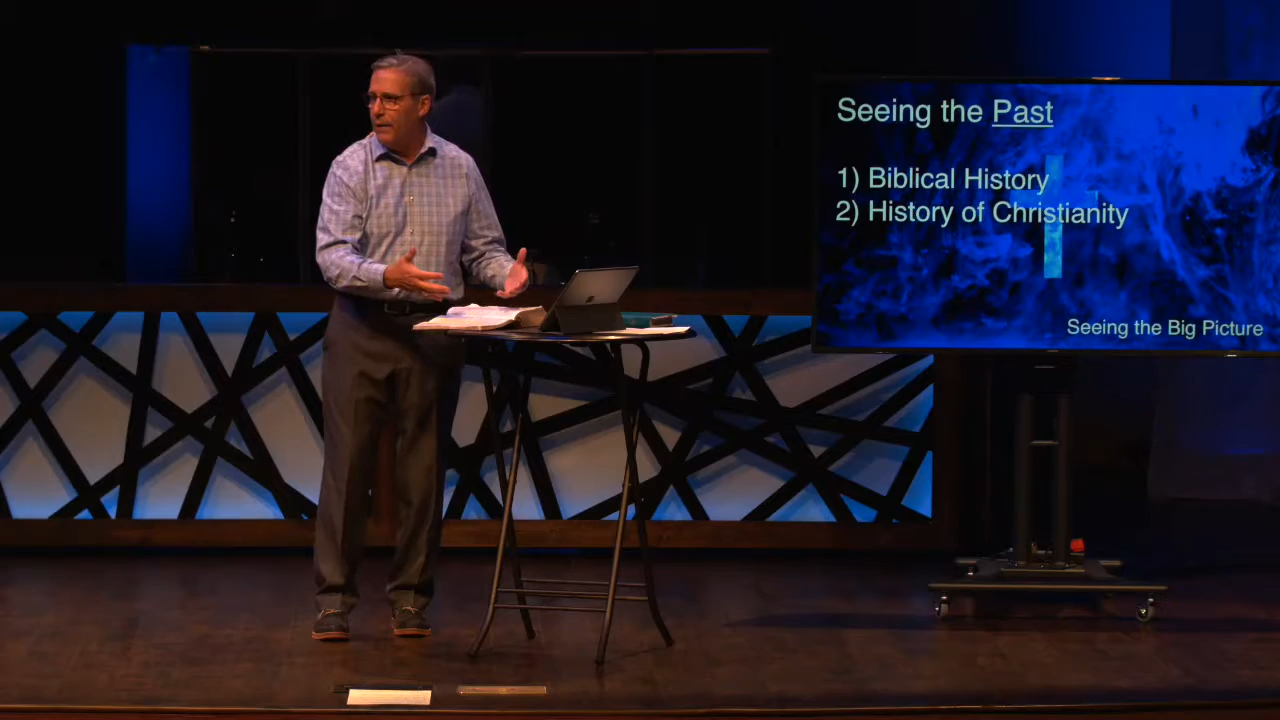 Seeing the Past
1) Biblical History
2) History of Christianity
Seeing the Big Picture